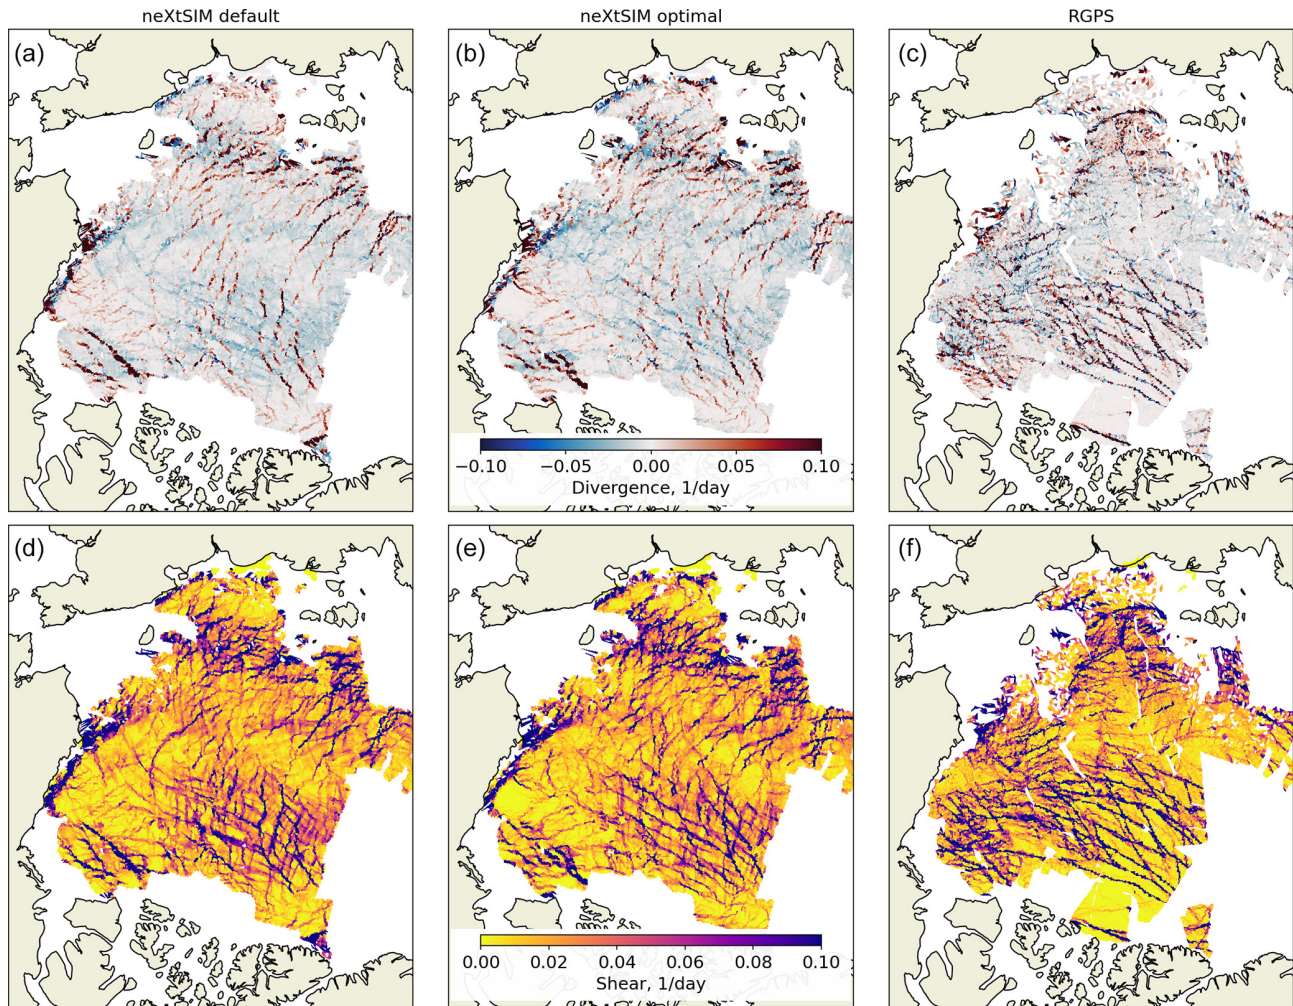 neXtSIM default
neXtSIM optimal
RGPS
(a)
(b)
(c)
−0.10
−0.05
0.00
0.05
0.10
Divergence, 1/day
(d)
(e)
(f)
0.00
0.02
0.04
0.06
0.08
0.10
Shear, 1/day